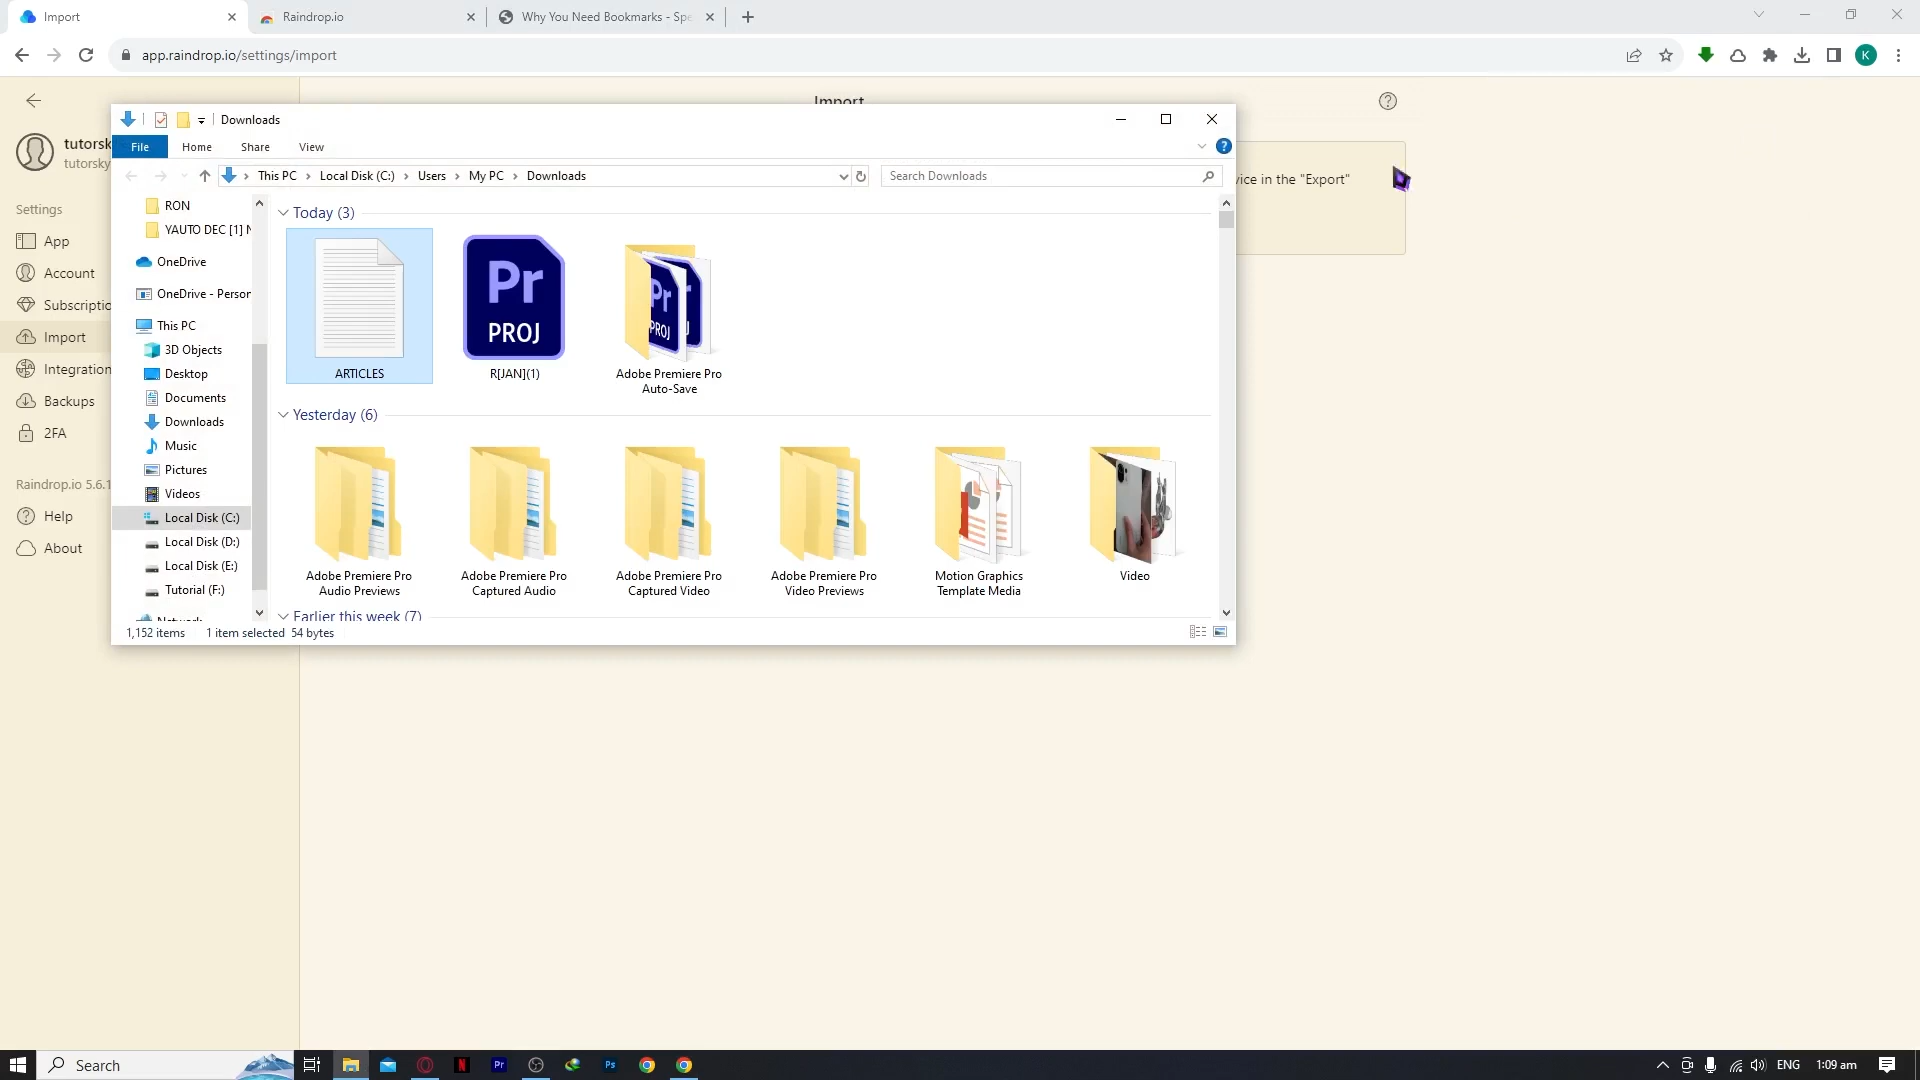 Import
Raindrop.io
Why You Need Bookmarks - Spe
app.raindrop.io/settings/import
K
Import
tutorsk
tutorsky
Settings
App
Account
Subscriptio
Import
Integration
Backups
2FA
Raindrop.io 5.6.1
Help
About
vice in the "Export"
Downloads
File
Home
Share
View
This PC
Local Disk (C:)
Users
My PC
Downloads
Search Downloads
RON
YAUTO DEC [1] N
OneDrive
OneDrive - Person
This PC
3D Objects
Desktop
Documents
Downloads
Music
Pictures
Videos
Local Disk (C:)
Local Disk (D:)
Local Disk (E:)
Tutorial (F:)
Network
Today (3)
Pr
PROJ
ARTICLES
R[JAN](1)
Adobe Premiere Pro
Auto-Save
Yesterday (6)
Adobe Premiere Pro
Audio Previews
Adobe Premiere Pro
Captured Audio
Adobe Premiere Pro
Captured Video
Adobe Premiere Pro
Video Previews
Motion Graphics
Template Media
Video
Earlier this week (7)
1,152 items
1 item selected 54 bytes
Search
ENG
1:09 am